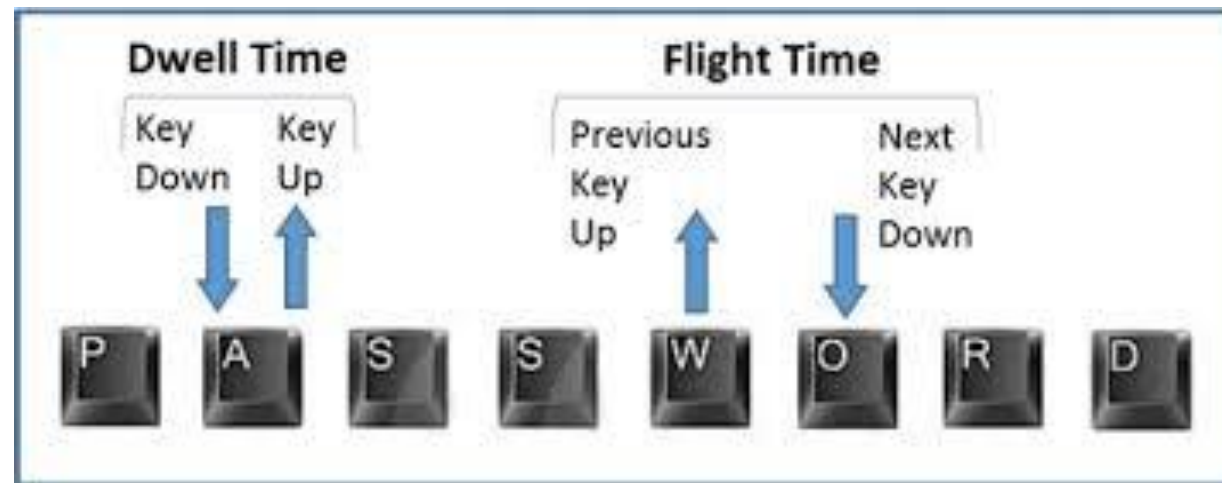 Dwell Time
Flight Time
Key Key
Down Up
Previous
Key
Up
Next
Key
Down
P A S S W O R D